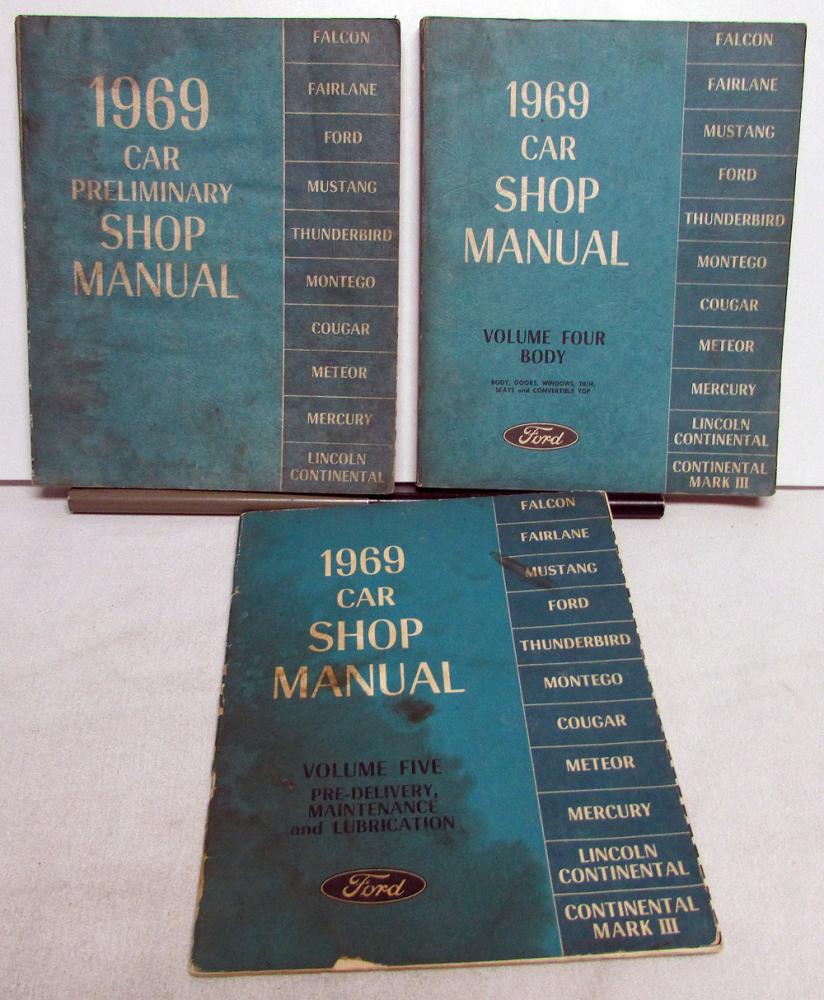 1969
CAR
PRELIMINARY
SHOP
MANUAL
FALCON
FAIRLANE
FORD
MUSTANG
THUNDERBIRD
MONTEGO
COUGAR
METEOR
MERCURY
LINCOLN
CONTINENTAL
1969
CAR
SHOP
MANUAL
VOLUME FOUR
BODY
BODY, DOORS, WINDOWS, TRIM,
SEATS and CONVERTIBLE TOP
Ford
FALCON
FAIRLANE
MUSTANG
FORD
THUNDERBIRD
MONTEGO
COUGAR
METEOR
MERCURY
LINCOLN
CONTINENTAL
CONTINENTAL
MARK III
1969
CAR
SHOP
MANUAL
VOLUME FIVE
PRE-DELIVERY,
MAINTENANCE
and LUBRICATION
Ford
FALCON
FAIRLANE
MUSTANG
FORD
THUNDERBIRD
MONTEGO
COUGAR
METEOR
MERCURY
LINCOLN
CONTINENTAL
CONTINENTAL
MARK III